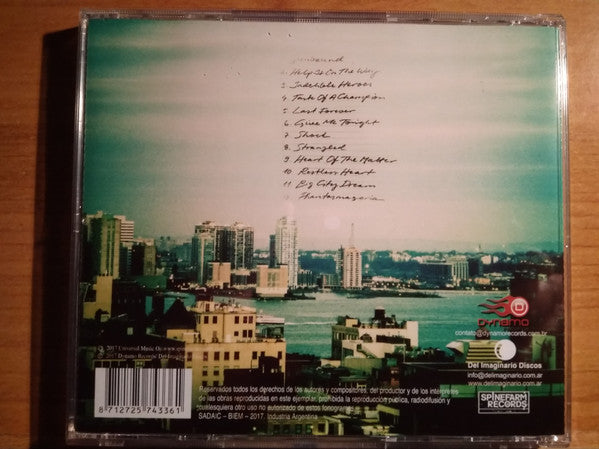 Spellbound
2. Help Is On The Way
3. Indelible Heroes
4. Taste Of A Champion
5. Last Forever
6. Give Me Tonight
7. Shock
8. Strangled
9 Heart Of The Matter
10 Restless Heart
11 Big City Dream
Phantasmagoria
DYNAMO
contato@dynamorecords.com.br
Del Imaginario Discos
info@delimaginario.com.ar
www.delimaginario.com.ar
SPINEFARM
RECORDS
2017 Universal Music
2017 Dynamo Records
8 712725 743361
Reservados todos los derechos de los autores y compositores, del productor y de los intérpretes
de las obras reproducidas en este ejemplar, prohibida la reproducción pública, radiodifusión y
cualesquiera otro uso no autorizado de estos fonogramas
SADAIC – BIEM – 2017. Industria Argentina